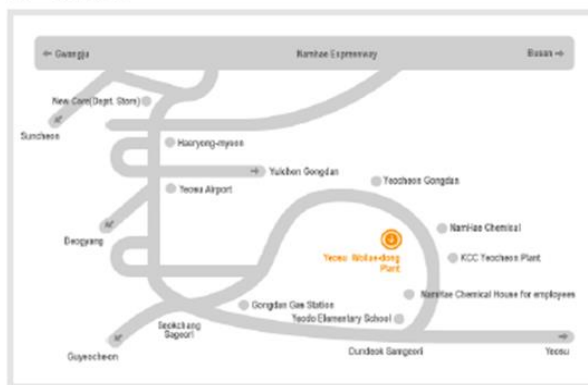 ← Gwangju
Namhae Expressway
Busan →
New Core(Dept. Store)
Suncheon
Haeryong-myeon
Yulchon Gongdan
Yeosu Airport
Yeocheon Gongdan
Deogyang
NamHae Chemical
Yeosu Wollae-dong
Plant
KCC Yeocheon Plant
NamHae Chemical House for employees
Gongdan Gas Station
Yeodo Elementary School
Seokchang
Sageori
Guyeocheon
Dundeok Samgeori
Yeosu